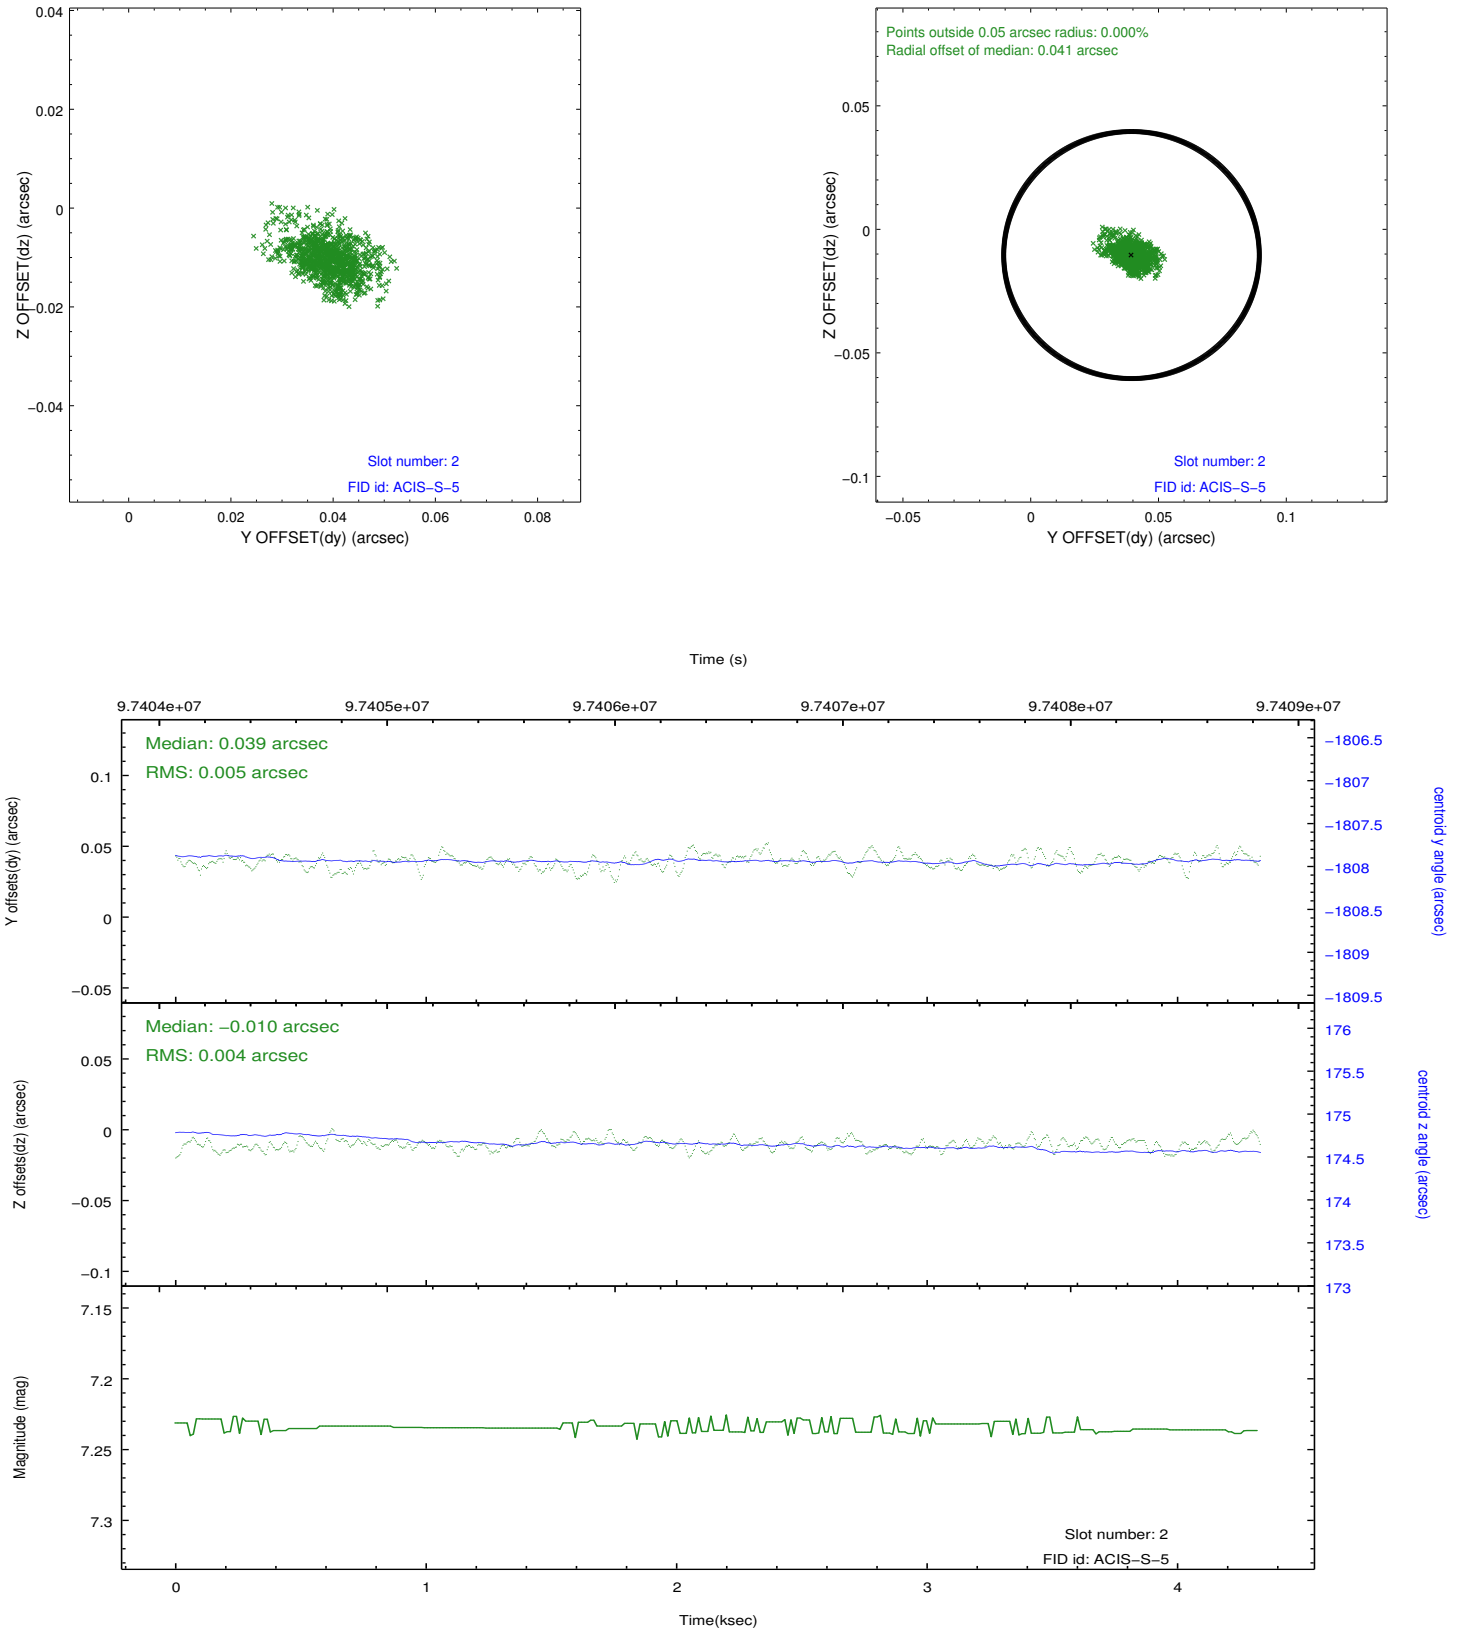 0.04
0.02
0
−0.02
−0.04
Z OFFSET(dz) (arcsec)
Slot number: 2
FID id: ACIS−S−5
0
0.02
0.04
0.06
0.08
Y OFFSET(dy) (arcsec)
Points outside 0.05 arcsec radius: 0.000%
Radial offset of median: 0.041 arcsec
0.05
0
−0.05
−0.1
Z OFFSET(dz) (arcsec)
Slot number: 2
FID id: ACIS−S−5
−0.05
0
0.05
0.1
Y OFFSET(dy) (arcsec)
Time (s)
9.7404e+07
9.7405e+07
9.7406e+07
9.7407e+07
9.7408e+07
9.7409e+07
Median: 0.039 arcsec
RMS: 0.005 arcsec
0.1
0.05
0
−0.05
Y offsets(dy) (arcsec)
−1806.5
−1807
−1807.5
−1808
−1808.5
−1809
−1809.5
centroid y angle (arcsec)
Median: −0.010 arcsec
RMS: 0.004 arcsec
0.05
0
−0.05
−0.1
Z offsets(dz) (arcsec)
176
175.5
175
174.5
174
173.5
173
centroid z angle (arcsec)
7.15
7.2
7.25
7.3
Magnitude (mag)
Slot number: 2
FID id: ACIS−S−5
0
1
2
3
4
Time(ksec)